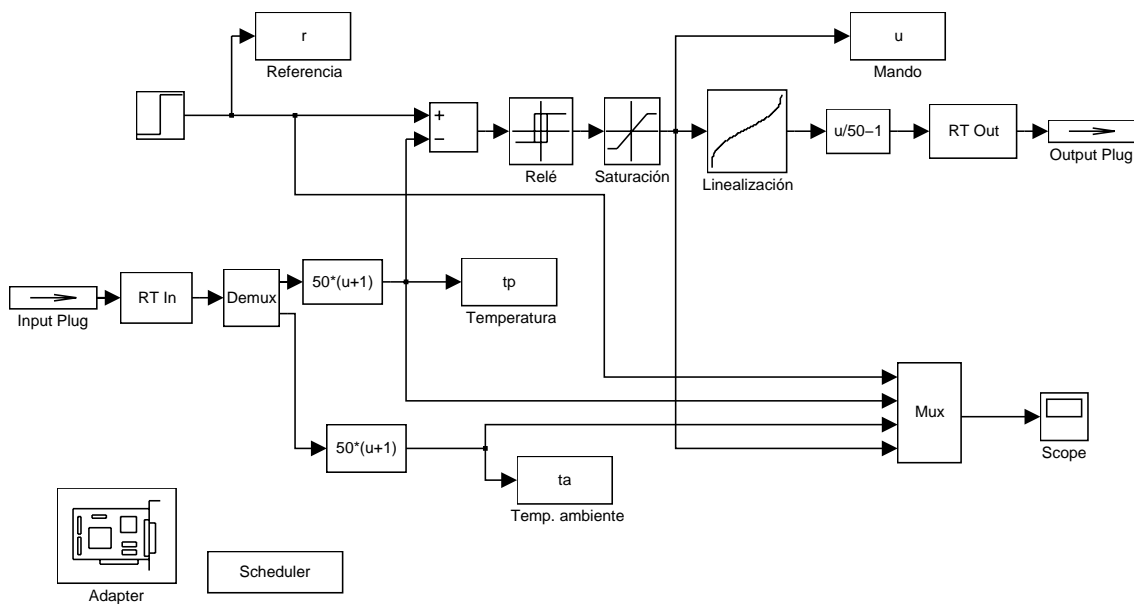 r
Referencia
u
Mando
+
−
Relé
Saturación
Linealización
u/50−1
RT Out
Output Plug
Input Plug
RT In
Demux
50*(u+1)
tp
Temperatura
50*(u+1)
ta
Temp. ambiente
Mux
Scope
Adapter
Scheduler